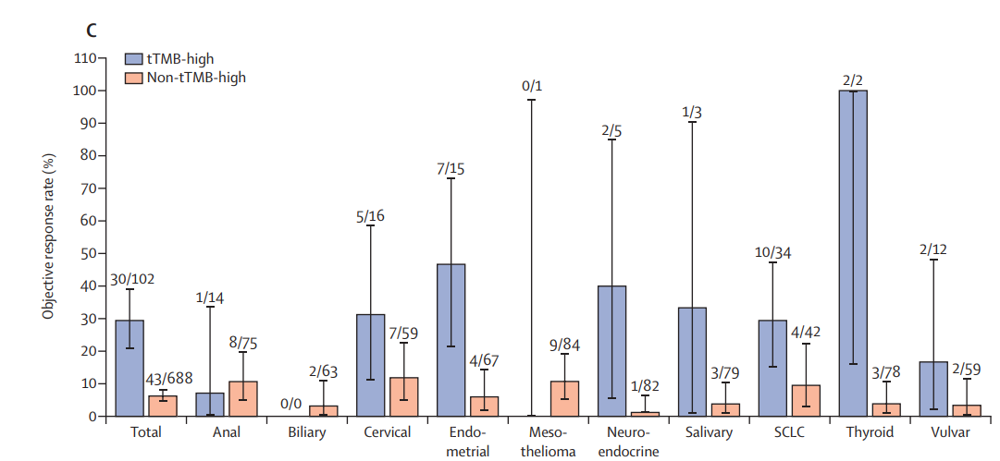 C
110
100
90
80
70
60
50
40
30
20
10
0
Objective response rate (%)
tTMB-high
Non-tTMB-high
30/102
43/688
1/14
8/75
0/0
2/63
5/16
7/59
7/15
4/67
0/1
9/84
2/5
1/82
1/3
3/79
10/34
4/42
2/2
3/78
2/12
2/59
Total
Anal
Biliary
Cervical
Endo-
metrial
Meso-
thelioma
Neuro-
endocrine
Salivary
SCLC
Thyroid
Vulvar